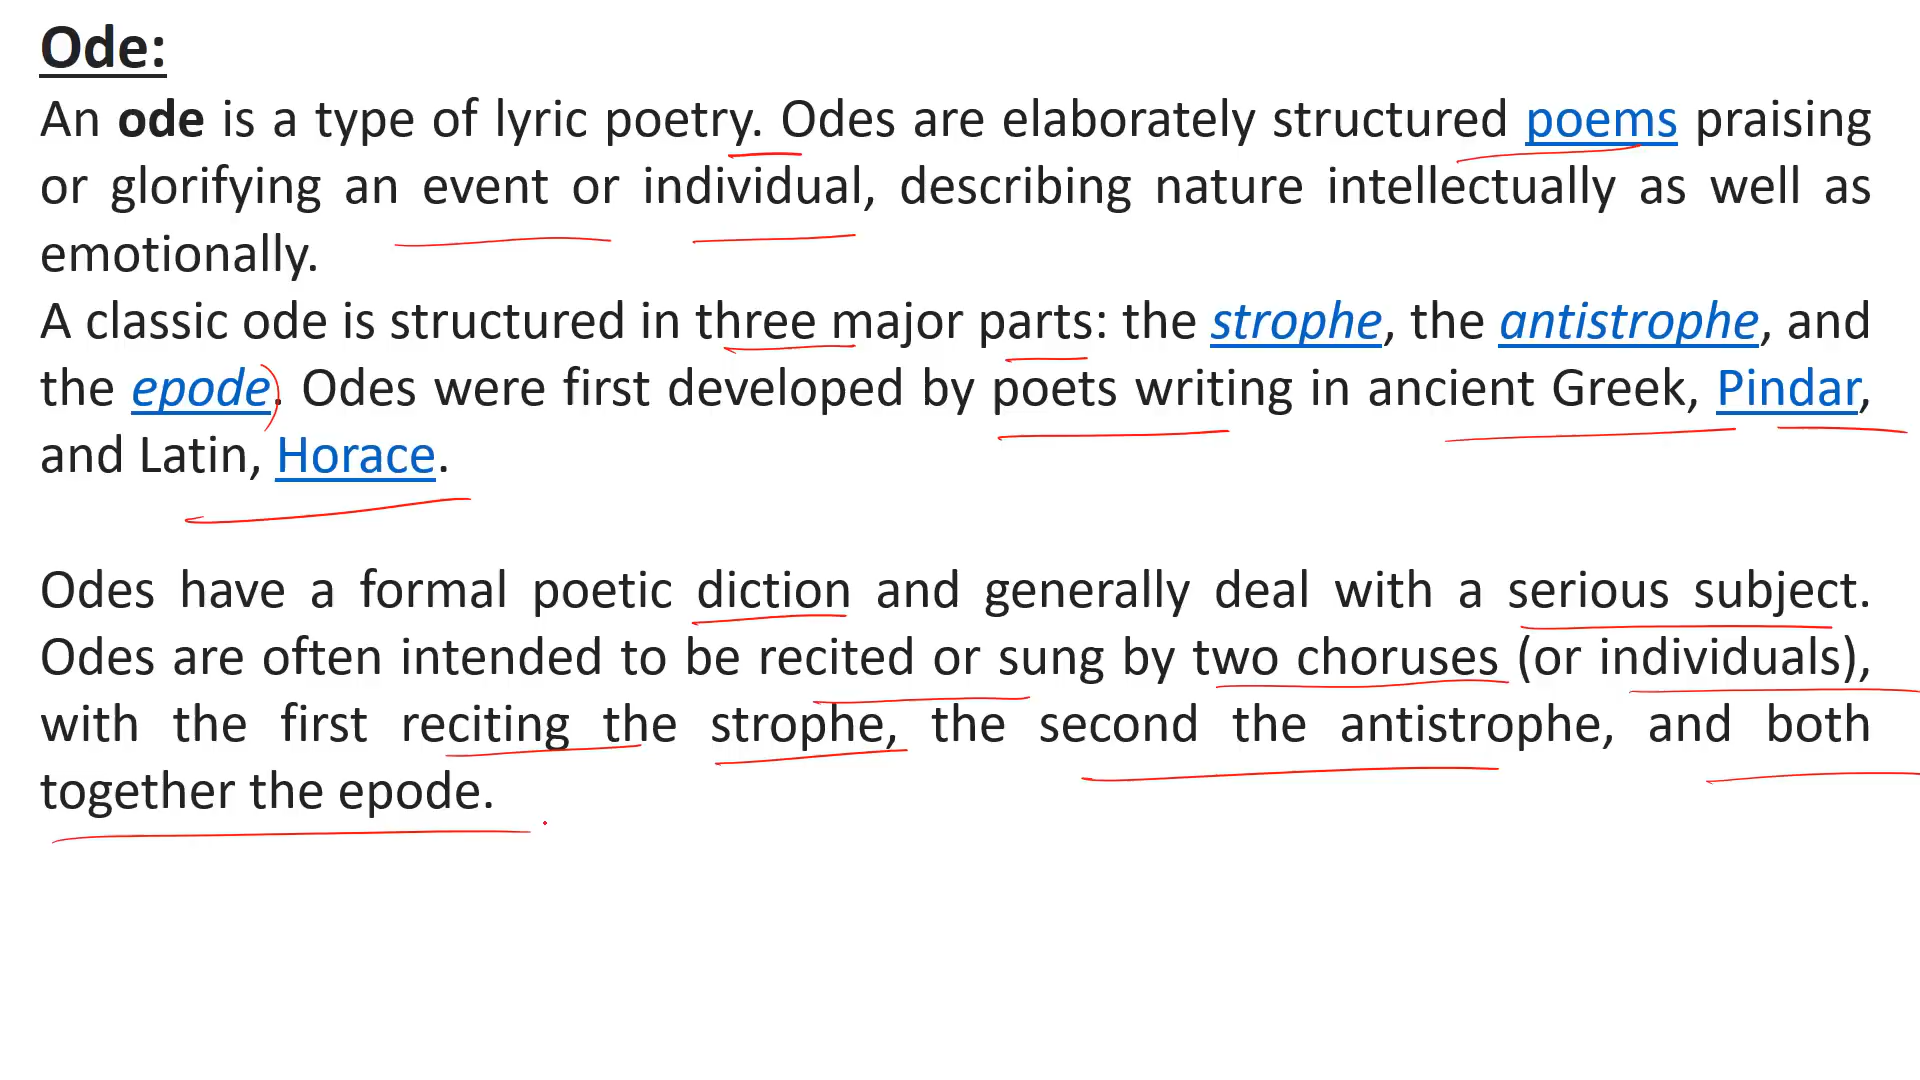 Ode:
An ode is a type of lyric poetry. Odes are elaborately structured poems praising
or glorifying an event or individual, describing nature intellectually as well as
emotionally.
A classic ode is structured in three major parts: the strophe, the antistrophe, and
the epode. Odes were first developed by poets writing in ancient Greek, Pindar,
and Latin, Horace.
Odes have a formal poetic diction and generally deal with a serious subject.
Odes are often intended to be recited or sung by two choruses (or individuals),
with the first reciting the strophe, the second the antistrophe, and both
together the epode.